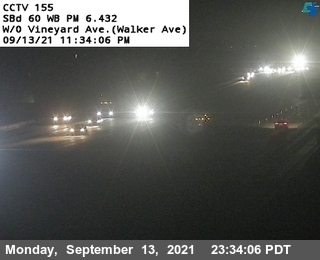 CCTV 155
SBd 60 WB PM 6.432
W/O Vineyard Ave.(Walker Ave)
09/13/21 11:34:06 PM
Monday, September 13, 2021 23:34:06 PDT